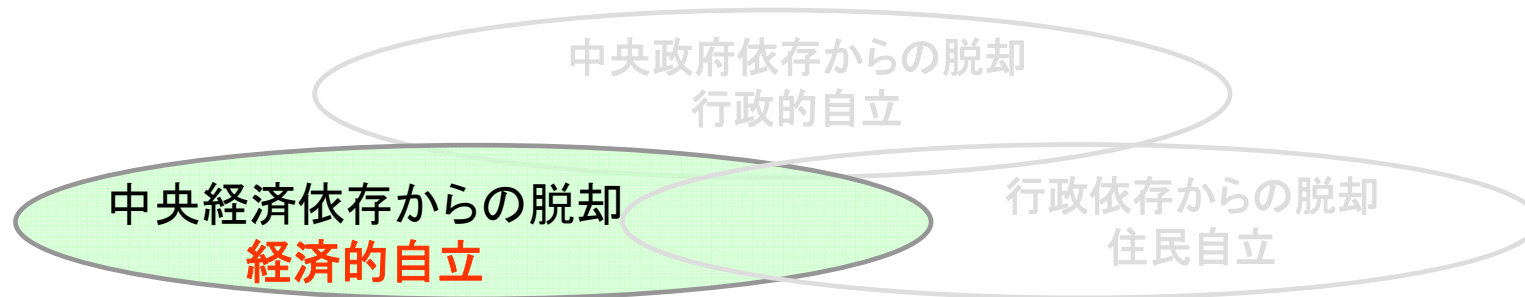 中央政府依存からの脱却
行政的自立
中央経済依存からの脱却
経済的自立
行政依存からの脱却
住民自立